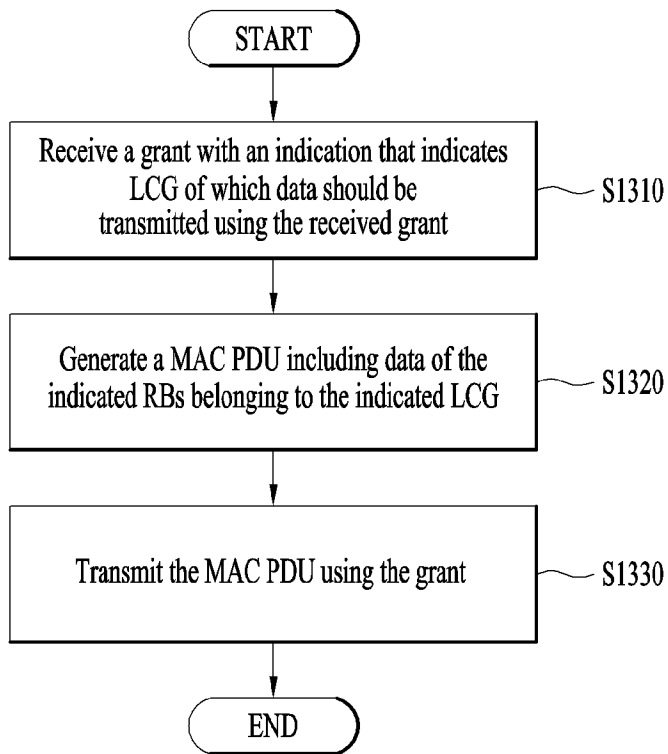 START
Receive a grant with an indication that indicates
LCG of which data should be
transmitted using the received grant
S1310
Generate a MAC PDU including data of the
indicated RBs belonging to the indicated LCG
S1320
Transmit the MAC PDU using the grant
S1330
END